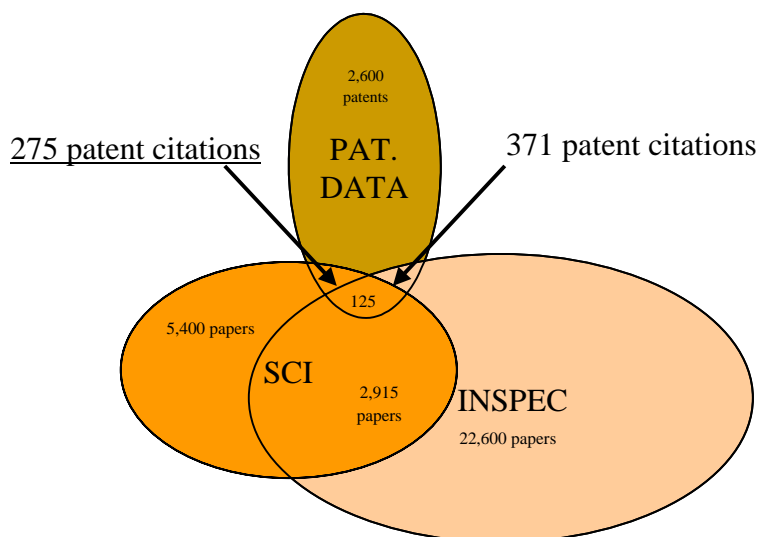 2,600
patents
275 patent citations
PAT.
DATA
371 patent citations
125
5,400 papers
SCI
2,915
papers
INSPEC
22,600 papers